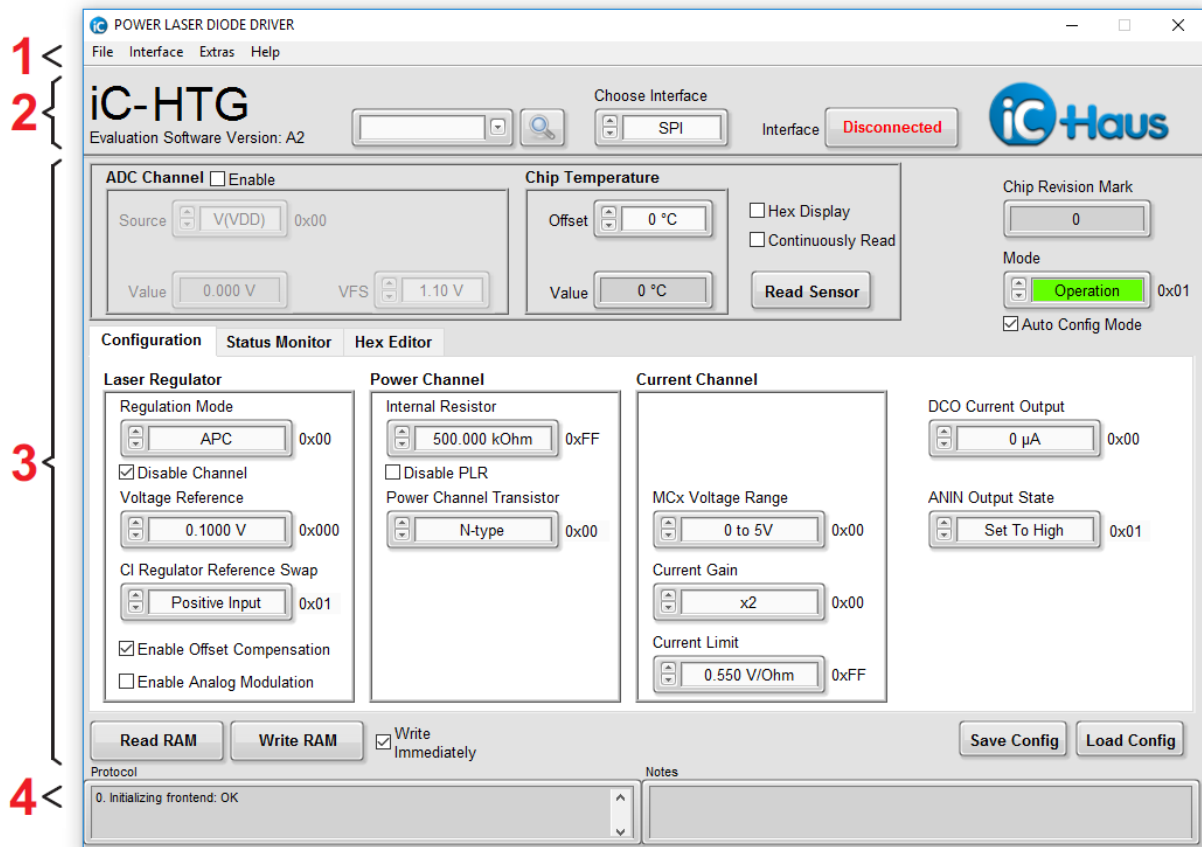 POWER LASER DIODE DRIVER
1
File Interface Extras Help
2
iC-HTG
Evaluation Software Version: A2
Choose Interface
SPI
Interface Disconnected
iC Haus
3
ADC Channel Enable
Source V(VDD) 0x00
Value 0.000 V VFS 1.10 V
Chip Temperature
Offset 0 °C
Value 0 °C
Hex Display
Continuously Read
Read Sensor
Chip Revision Mark
0
Mode
Operation 0x01
Auto Config Mode
Configuration Status Monitor Hex Editor
Laser Regulator
Regulation Mode
APC 0x00
Disable Channel
Voltage Reference
0.1000 V 0x000
CI Regulator Reference Swap
Positive Input 0x01
Enable Offset Compensation
Enable Analog Modulation
Power Channel
Internal Resistor
500.000 kOhm 0xFF
Disable PLR
Power Channel Transistor
N-type 0x00
Current Channel
MCx Voltage Range
0 to 5V 0x00
Current Gain
x2 0x00
Current Limit
0.550 V/Ohm 0xFF
DCO Current Output
0 µA 0x00
ANIN Output State
Set To High 0x01
Read RAM Write RAM Write
Immediately
Save Config Load Config
4
Protocol
0. Initializing frontend: OK
Notes